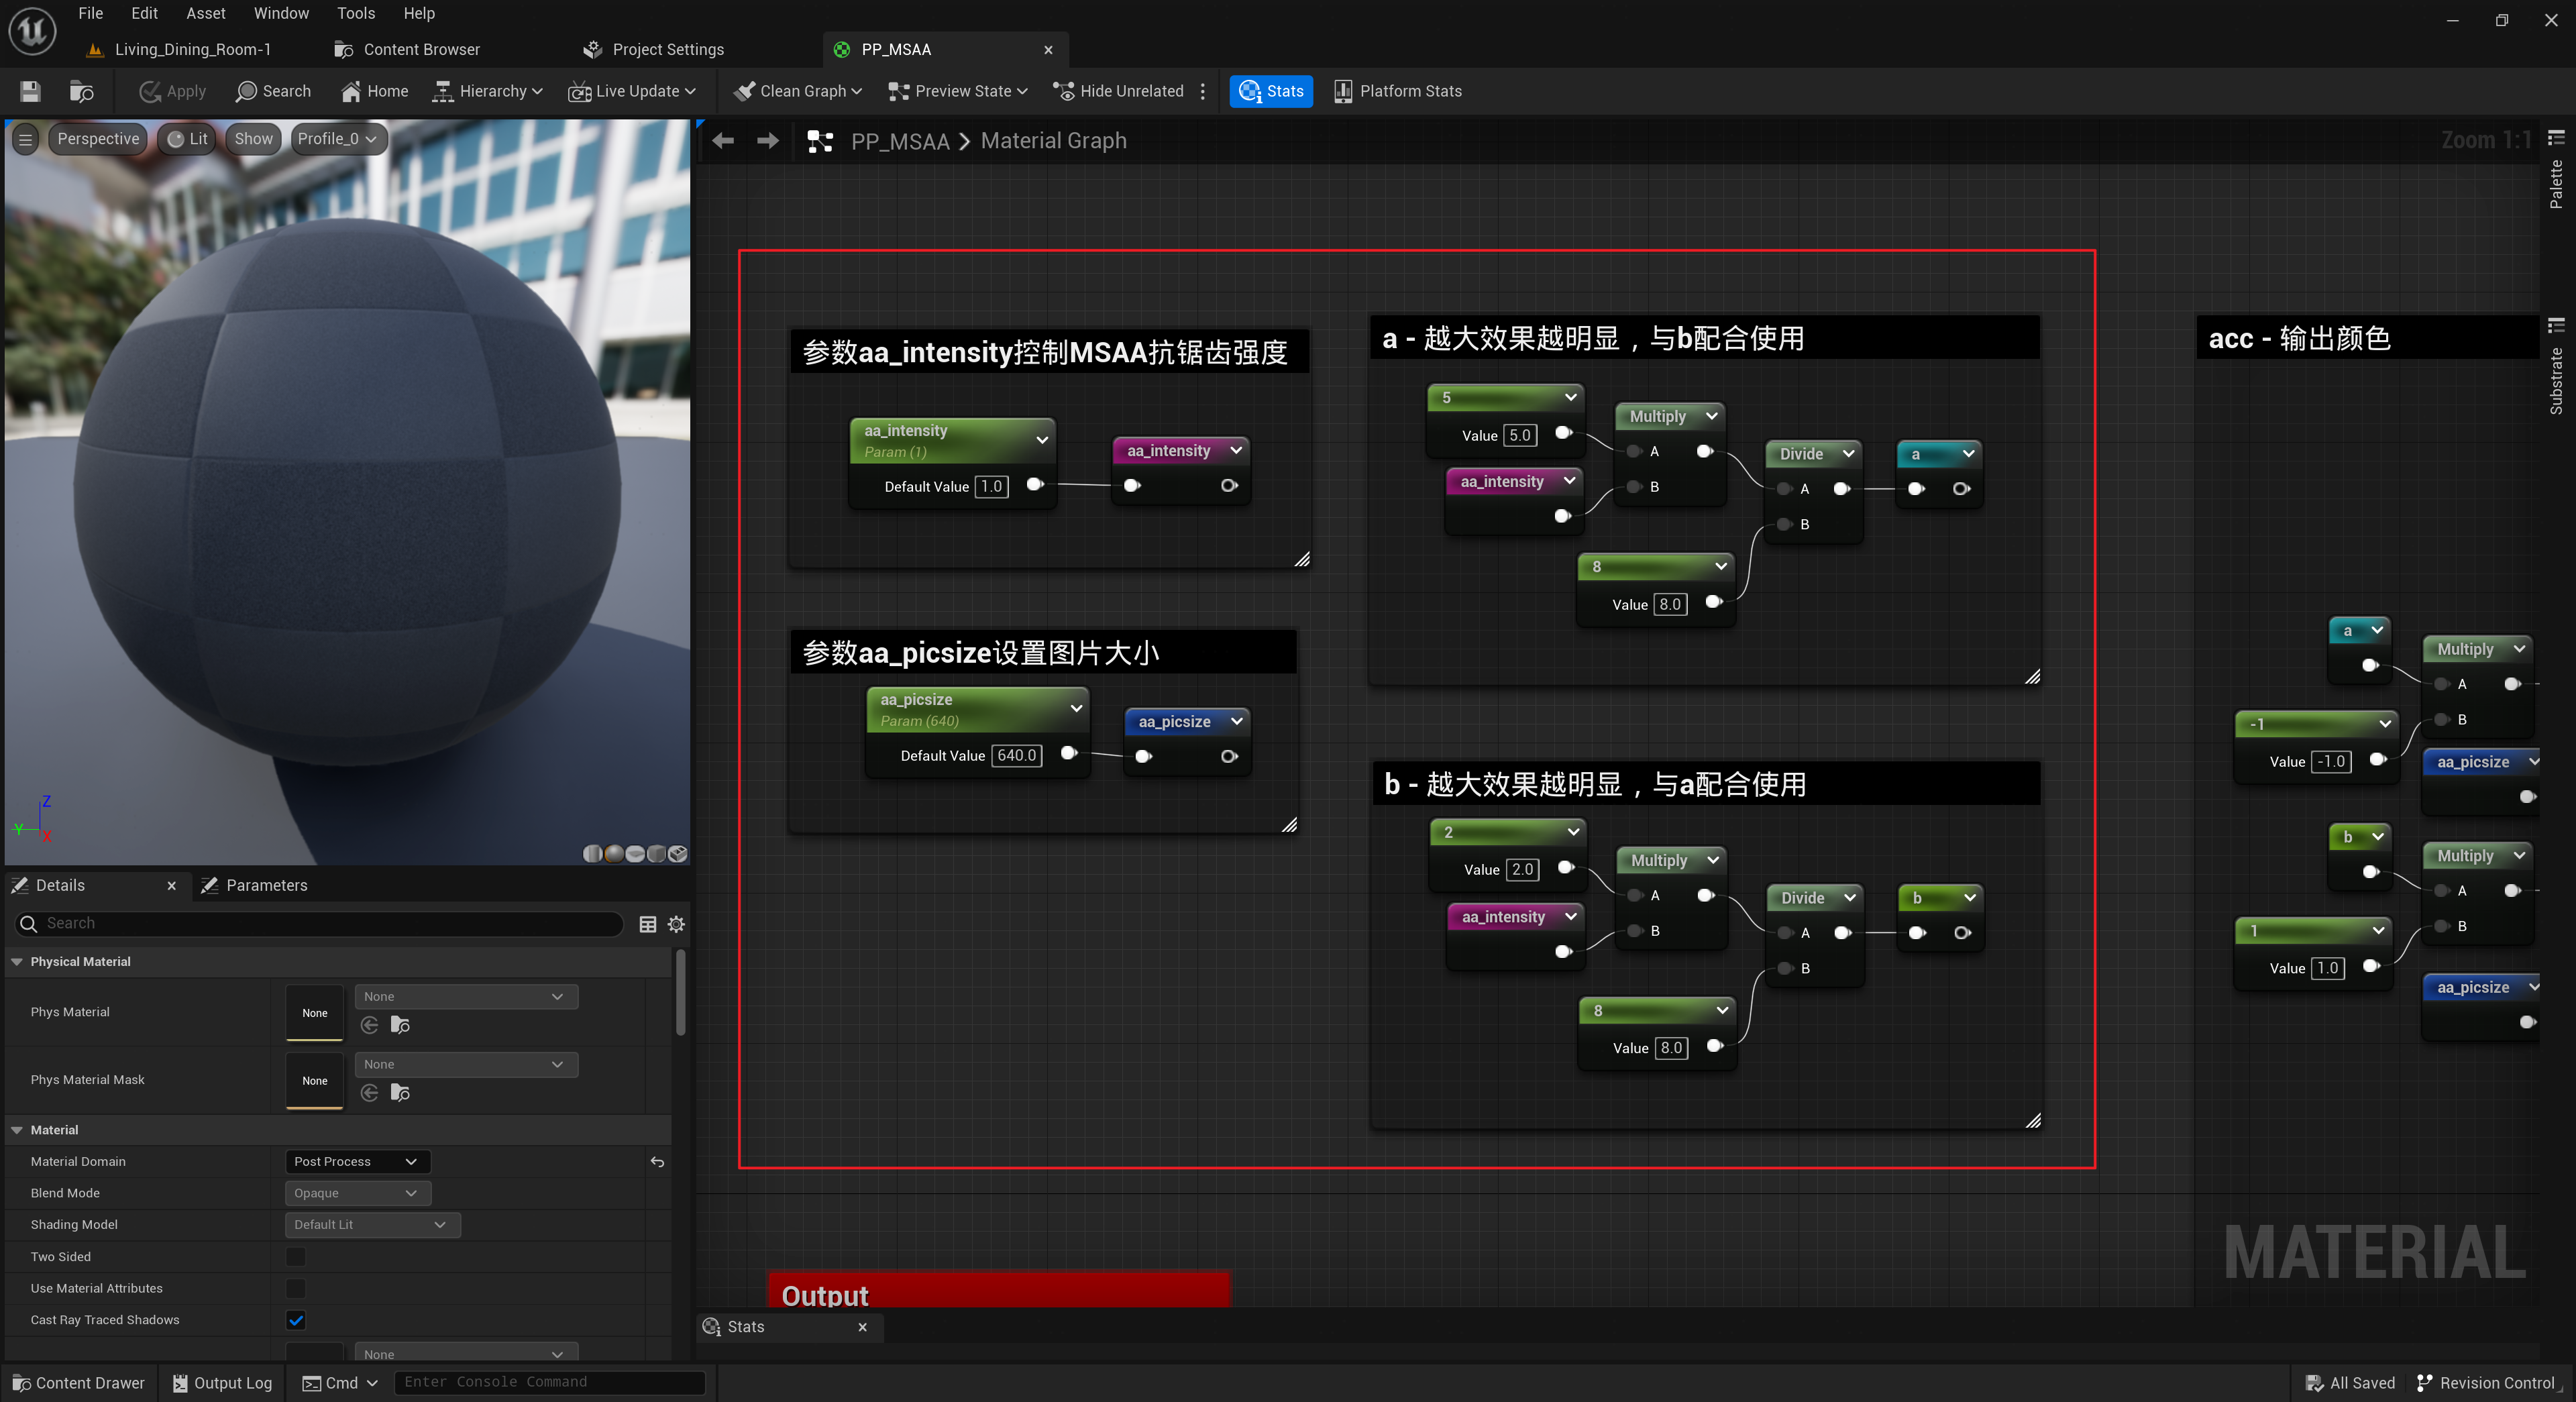 File Edit Asset Window Tools Help
Living_Dining_Room-1 Content Browser Project Settings PP_MSAA
Apply Search Home Hierarchy Live Update Clean Graph Preview State Hide Unrelated Stats Platform Stats
Perspective Lit Show Profile_0
PP_MSAA Material Graph Zoom 1:1
Palette
Substrate
参数aa_intensity控制MSAA抗锯齿强度
aa_intensity
Param (1)
Default Value 1.0
aa_intensity
参数aa_picsize设置图片大小
aa_picsize
Param (640)
Default Value 640.0
aa_picsize
a - 越大效果越明显，与b配合使用
5
Value 5.0
aa_intensity
Multiply
A
B
8
Value 8.0
Divide
A
B
a
b - 越大效果越明显，与a配合使用
2
Value 2.0
aa_intensity
Multiply
A
B
8
Value 8.0
Divide
A
B
b
acc - 输出颜色
a
Multiply
A
B
-1
Value -1.0
aa_picsize
b
Multiply
A
B
1
Value 1.0
aa_picsize
MATERIAL
Output
Z
Y
X
Details Parameters
Search
Physical Material
Phys Material None None
Phys Material Mask None None
Material
Material Domain Post Process
Blend Mode Opaque
Shading Model Default Lit
Two Sided
Use Material Attributes
Cast Ray Traced Shadows
None
Stats
Content Drawer Output Log Cmd Enter Console Command All Saved Revision Control